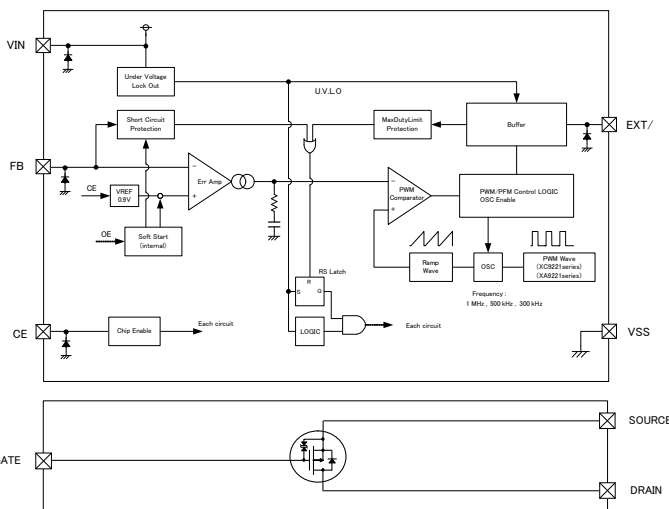 VIN
Under Voltage
Lock Out
U.V.L.O
Short Circuit
Protection
MaxDutyLimit
Protection
Buffer
EXT/
FB
Err Amp
CE
VREF
0.9V
PWM
Comparator
PWM/PFM Control LOGIC
OSC Enable
OE
Soft Start
(internal)
Ramp
Wave
OSC
PWM Wave
(XC9221series)
(XA9221series)
RS Latch
R
S
Q
Frequency :
1 MHz , 500 kHz , 300 kHz
CE
Chip Enable
Each circuit
LOGIC
Each circuit
VSS
SOURCE
GATE
DRAIN